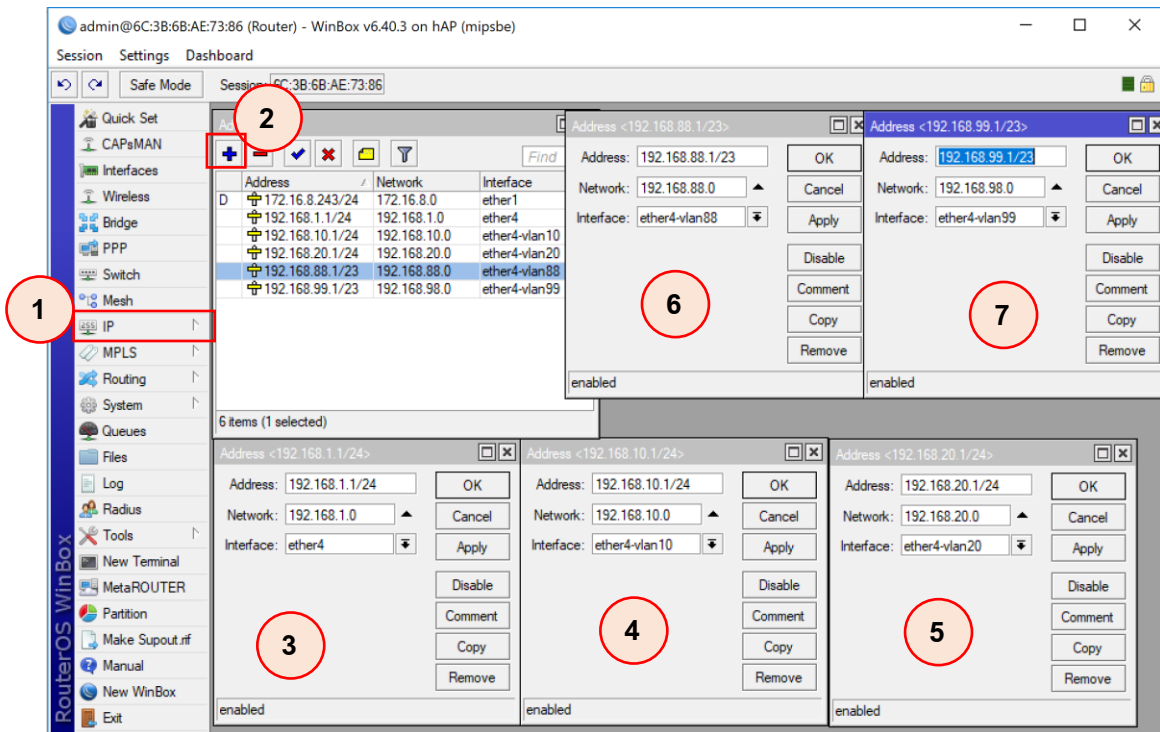 admin@6C:3B:6B:AE:73:86 (Router) - WinBox v6.40.3 on hAP (mipsbe)
Session Settings Dashboard
Safe Mode Session: 6C:3B:6B:AE:73:86
RouterOS WinBox
Quick Set
CAPsMAN
Interfaces
Wireless
Bridge
PPP
Switch
Mesh
1
IP
MPLS
Routing
System
Queues
Files
Log
Radius
Tools
New Terminal
MetaROUTER
Partition
Make Supout.rif
Manual
New WinBox
Exit
2
Find
Address Network Interface
D 172.16.8.243/24 172.16.8.0 ether1
192.168.1.1/24 192.168.1.0 ether4
192.168.10.1/24 192.168.10.0 ether4-vlan10
192.168.20.1/24 192.168.20.0 ether4-vlan20
192.168.88.1/23 192.168.88.0 ether4-vlan88
192.168.99.1/23 192.168.98.0 ether4-vlan99
6 items (1 selected)
Address <192.168.88.1/23>
Address: 192.168.88.1/23 OK
Network: 192.168.88.0 Cancel
Interface: ether4-vlan88 Apply
Disable
Comment
6
Copy
Remove
enabled
Address <192.168.99.1/23>
Address: 192.168.99.1/23 OK
Network: 192.168.98.0 Cancel
Interface: ether4-vlan99 Apply
Disable
Comment
7
Copy
Remove
enabled
Address <192.168.1.1/24>
Address: 192.168.1.1/24 OK
Network: 192.168.1.0 Cancel
Interface: ether4 Apply
Disable
Comment
3
Copy
Remove
enabled
Address <192.168.10.1/24>
Address: 192.168.10.1/24 OK
Network: 192.168.10.0 Cancel
Interface: ether4-vlan10 Apply
Disable
Comment
4
Copy
Remove
enabled
Address <192.168.20.1/24>
Address: 192.168.20.1/24 OK
Network: 192.168.20.0 Cancel
Interface: ether4-vlan20 Apply
Disable
Comment
5
Copy
Remove
enabled